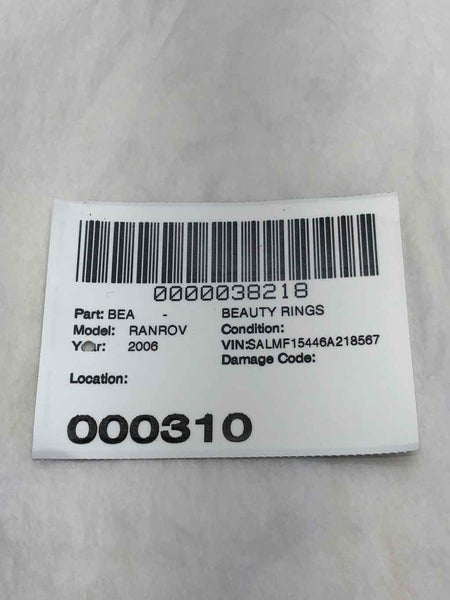 0000038218
Part: BEA - BEAUTY RINGS
Model: RANROV Condition:
Year: 2006 VIN:SALMF15446A218567
Damage Code:
Location:
000310